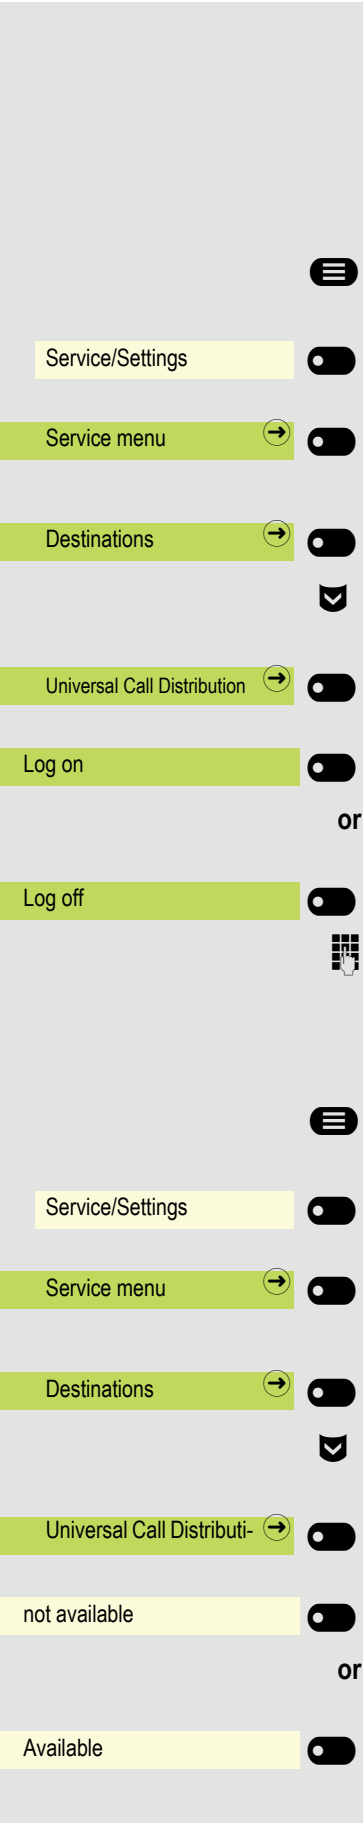 Service/Settings
Service menu
Destinations
Universal Call Distribution
Log on
or
Log off
Service/Settings
Service menu
Destinations
Universal Call Distributi-
not available
or
Available